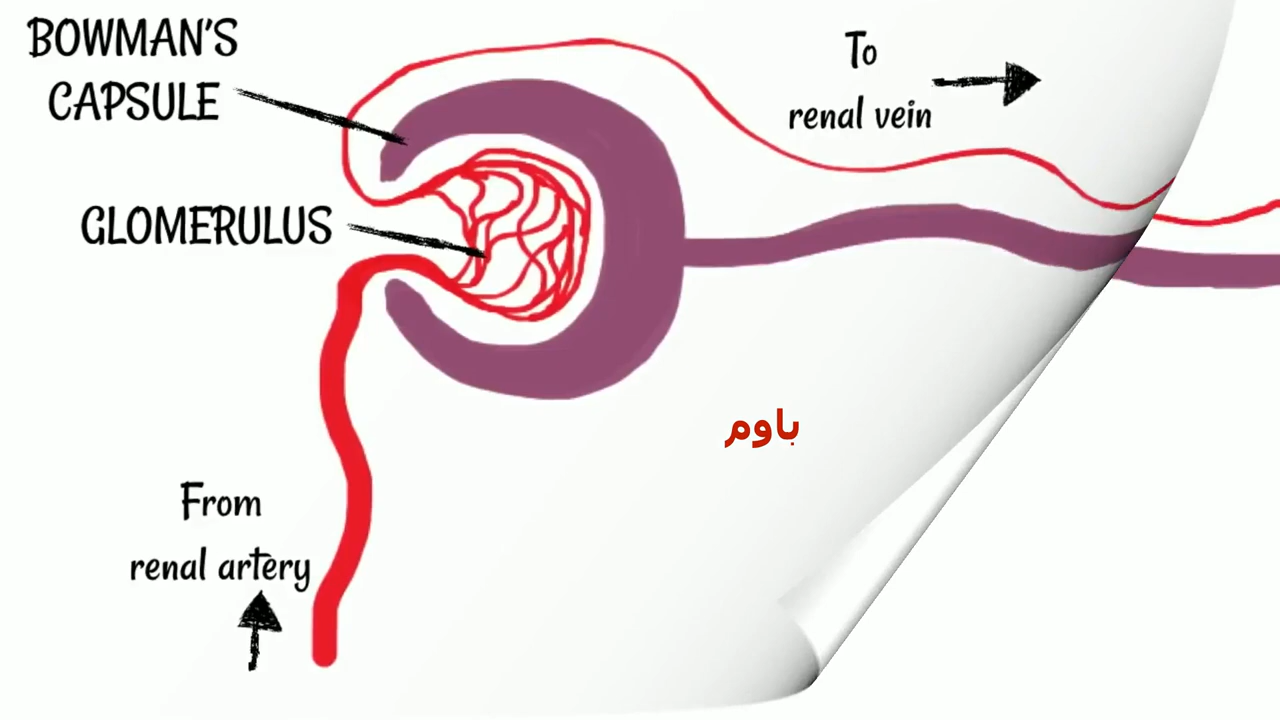 BOWMAN'S
CAPSULE
To
renal vein
GLOMERULUS
باوم
From
renal artery